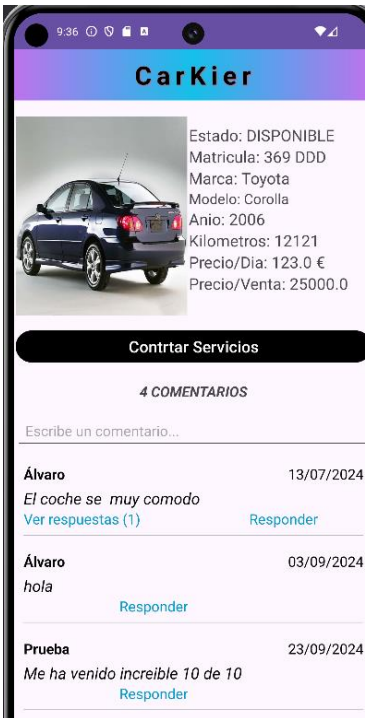 9:36
CarKier
Estado: DISPONIBLE
Matricula: 369 DDD
Marca: Toyota
Modelo: Corolla
Anio: 2006
Kilometros: 12121
Precio/Dia: 123.0 €
Precio/Venta: 25000.0
Contrtar Servicios
4 COMENTARIOS
Escribe un comentario...
Álvaro 13/07/2024
El coche se muy comodo
Ver respuestas (1) Responder
Álvaro 03/09/2024
hola
Responder
Prueba 23/09/2024
Me ha venido increible 10 de 10
Responder